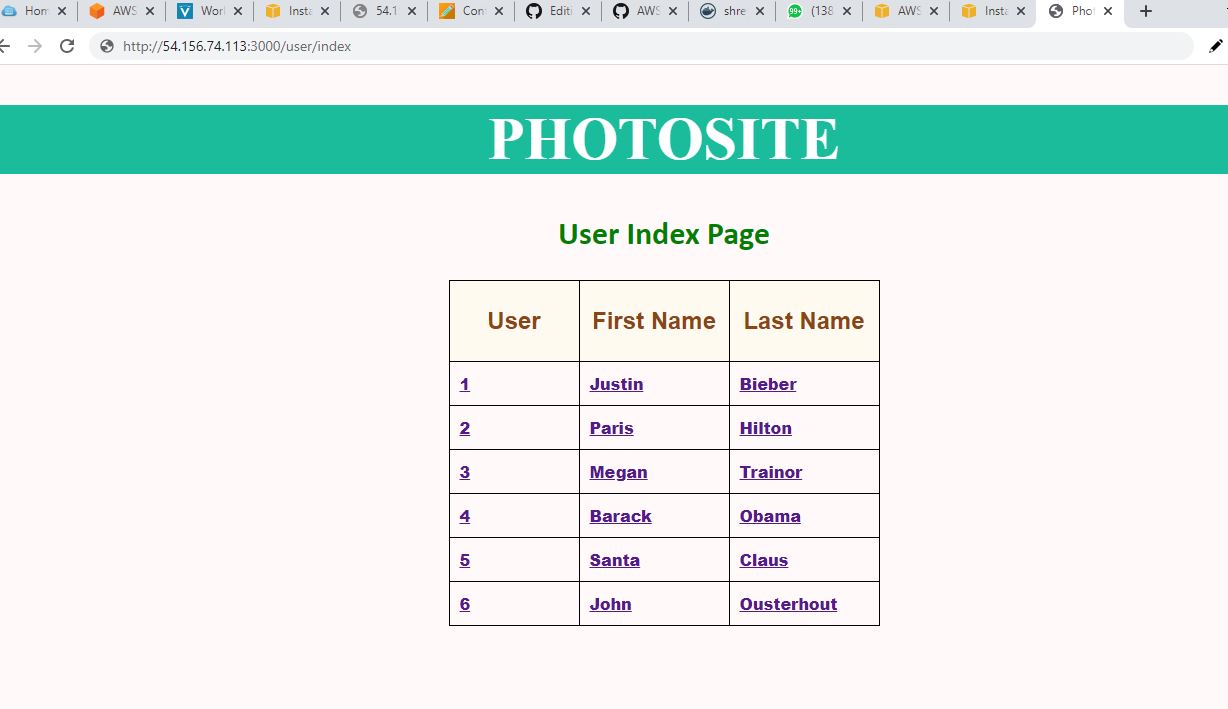 Hom AWS Worl Insta 54.1 Con Editi AWS shre 99+ (138 AWS Insta Phot
http://54.156.74.113:3000/user/index
PHOTOSITE
User Index Page
User First Name Last Name
1 Justin Bieber
2 Paris Hilton
3 Megan Trainor
4 Barack Obama
5 Santa Claus
6 John Ousterhout